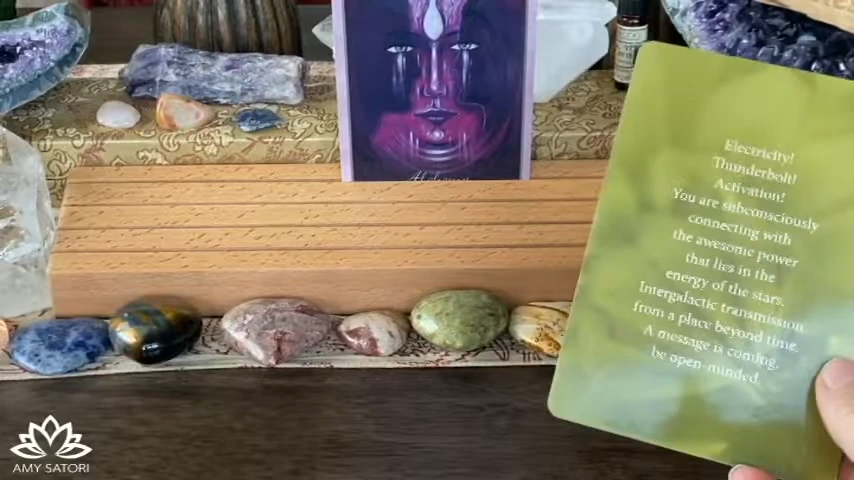 Electricity!
Thunderbolt!
Activation!
You are subconsciously
connecting with
the awesome power
that lies in the
energy of the stars.
Intergalactic transmission
from a place beyond time.
A message is coming,
be open-minded.
AMY SATORI